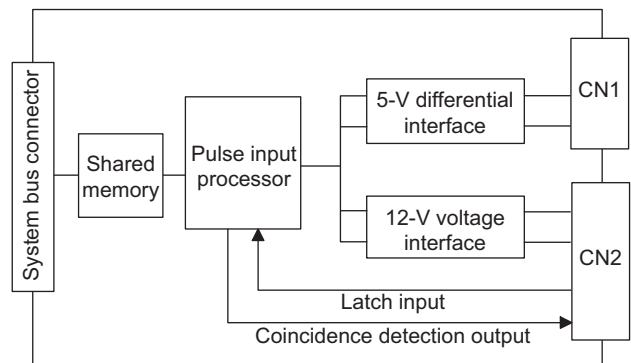 System bus connector
Shared
memory
Pulse input
processor
5-V differential
interface
12-V voltage
interface
CN1
CN2
Latch input
Coincidence detection output